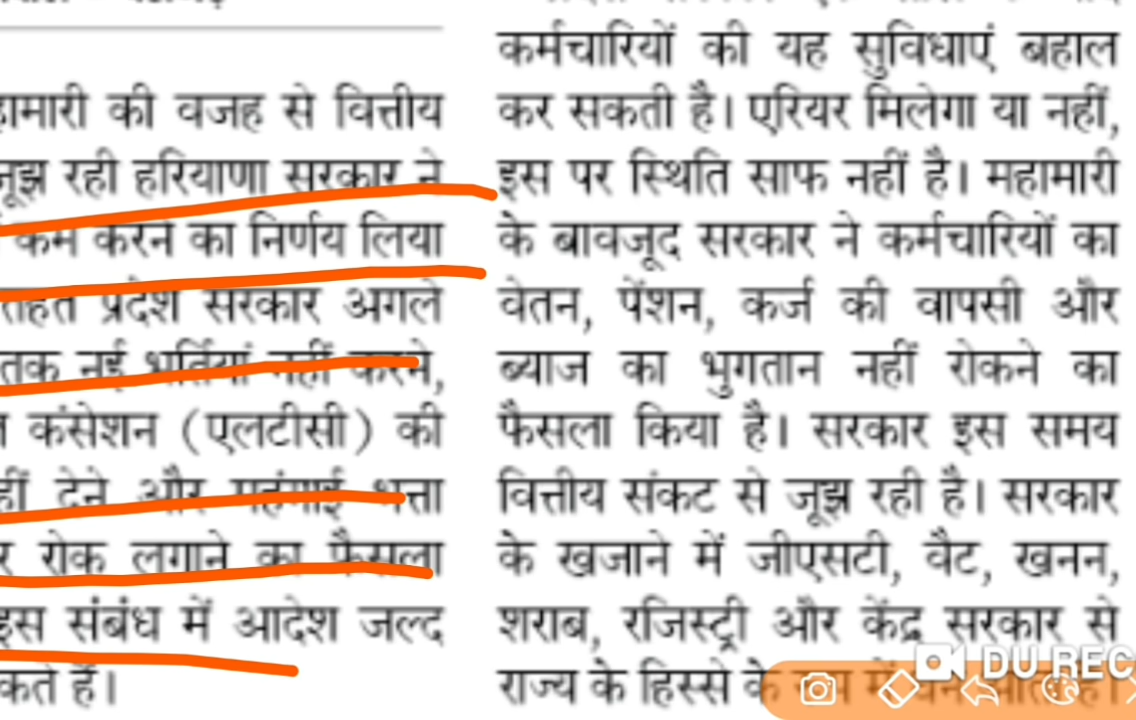 की वजह से वित्तीय
रही हरियाणा सरकार ने
कम करने का निर्णय लिया
तहत प्रदेश सरकार अगले
तक नई भर्तियां नहीं करने,
कंसेशन (एलटीसी) की
देने और महंगाई भत्ता
रोक लगाने का फैसला
इस संबंध में आदेश जल्द
हैं।
कर्मचारियों की यह सुविधाएं बहाल
कर सकती है। एरियर मिलेगा या नहीं,
इस पर स्थिति साफ नहीं है। महामारी
के बावजूद सरकार ने कर्मचारियों का
वेतन, पेंशन, कर्ज की वापसी और
ब्याज का भुगतान नहीं रोकने का
फैसला किया है। सरकार इस समय
वित्तीय संकट से जूझ रही है। सरकार
के खजाने में जीएसटी, वैट, खनन,
शराब, रजिस्ट्री और केंद्र सरकार से
राज्य के हिस्से के
DU REC